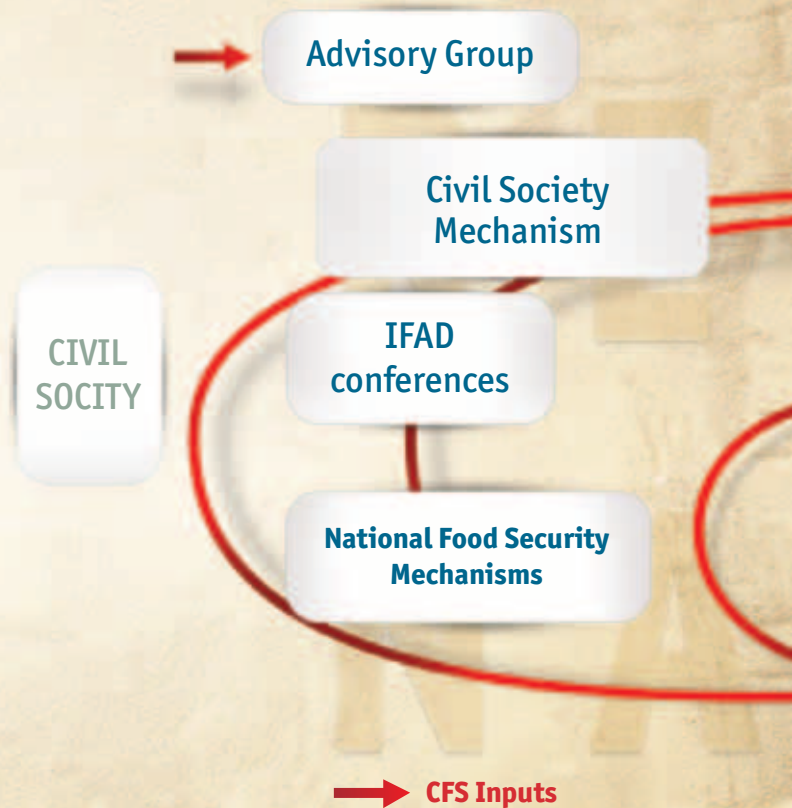 Advisory Group
Civil Society
Mechanism
IFAD
conferences
CIVIL
SOCITY
National Food Security
Mechanisms
CFS Inputs